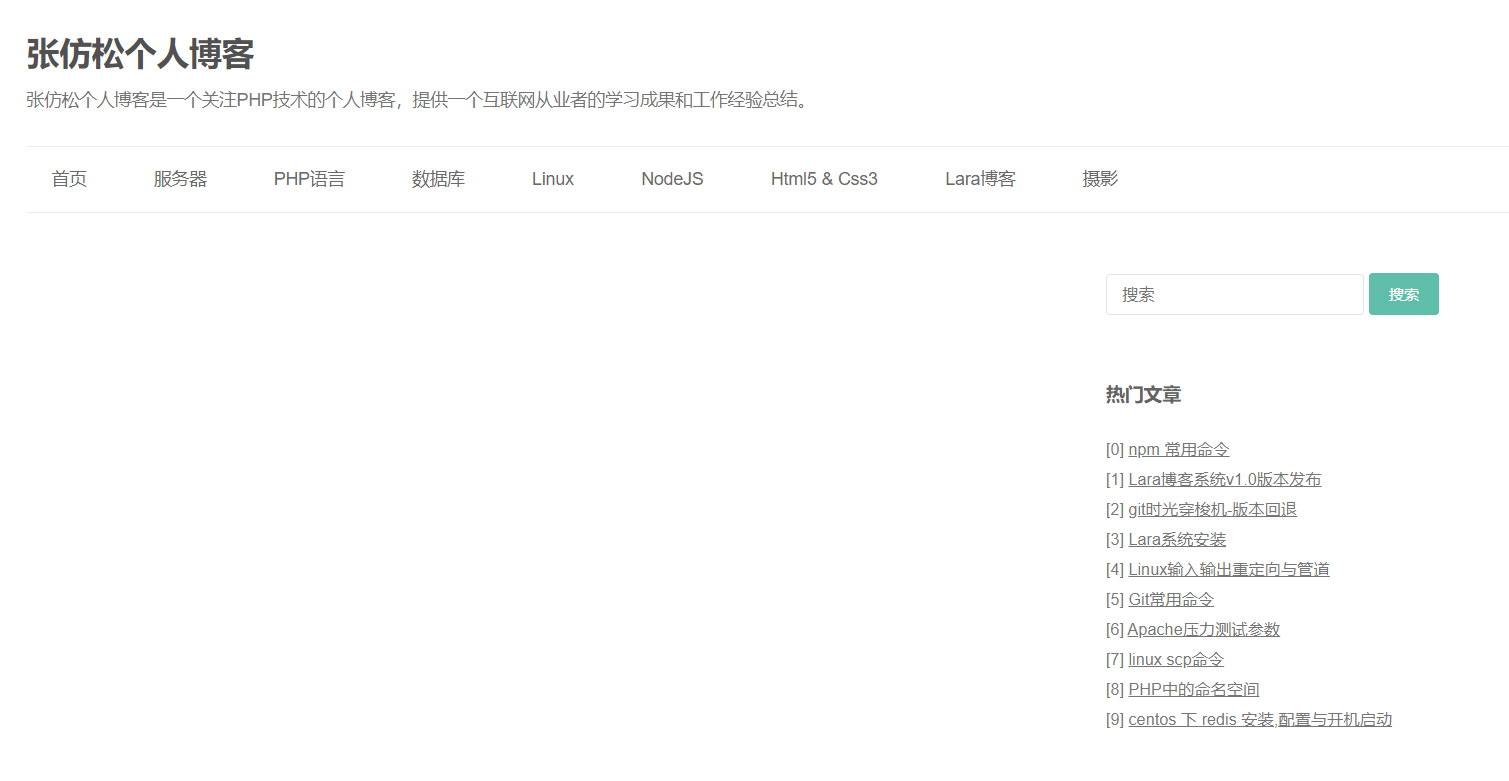 张仿松个人博客
张仿松个人博客是一个关注PHP技术的个人博客，提供一个互联网从业者的学习成果和工作经验总结。
首页 服务器 PHP语言 数据库 Linux NodeJS Html5 & Css3 Lara博客 摄影
搜索 搜索
热门文章
[0] npm 常用命令
[1] Lara博客系统v1.0版本发布
[2] git时光穿梭机-版本回退
[3] Lara系统安装
[4] Linux输入输出重定向与管道
[5] Git常用命令
[6] Apache压力测试参数
[7] linux scp命令
[8] PHP中的命名空间
[9] centos 下 redis 安装,配置与开机启动